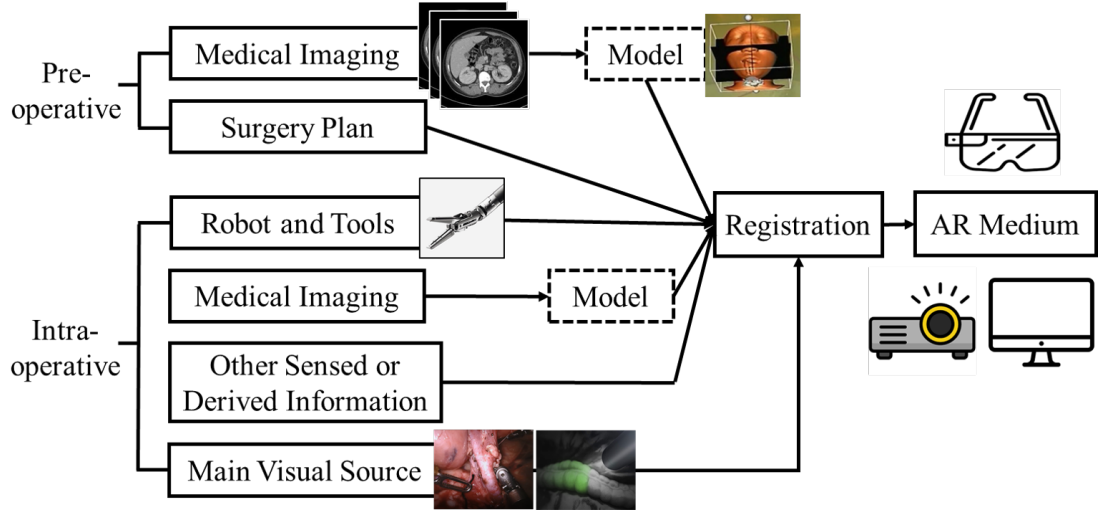 Pre-
operative
Medical Imaging
Model
Surgery Plan
Intra-
operative
Robot and Tools
Medical Imaging
Model
Other Sensed or
Derived Information
Main Visual Source
Registration
AR Medium